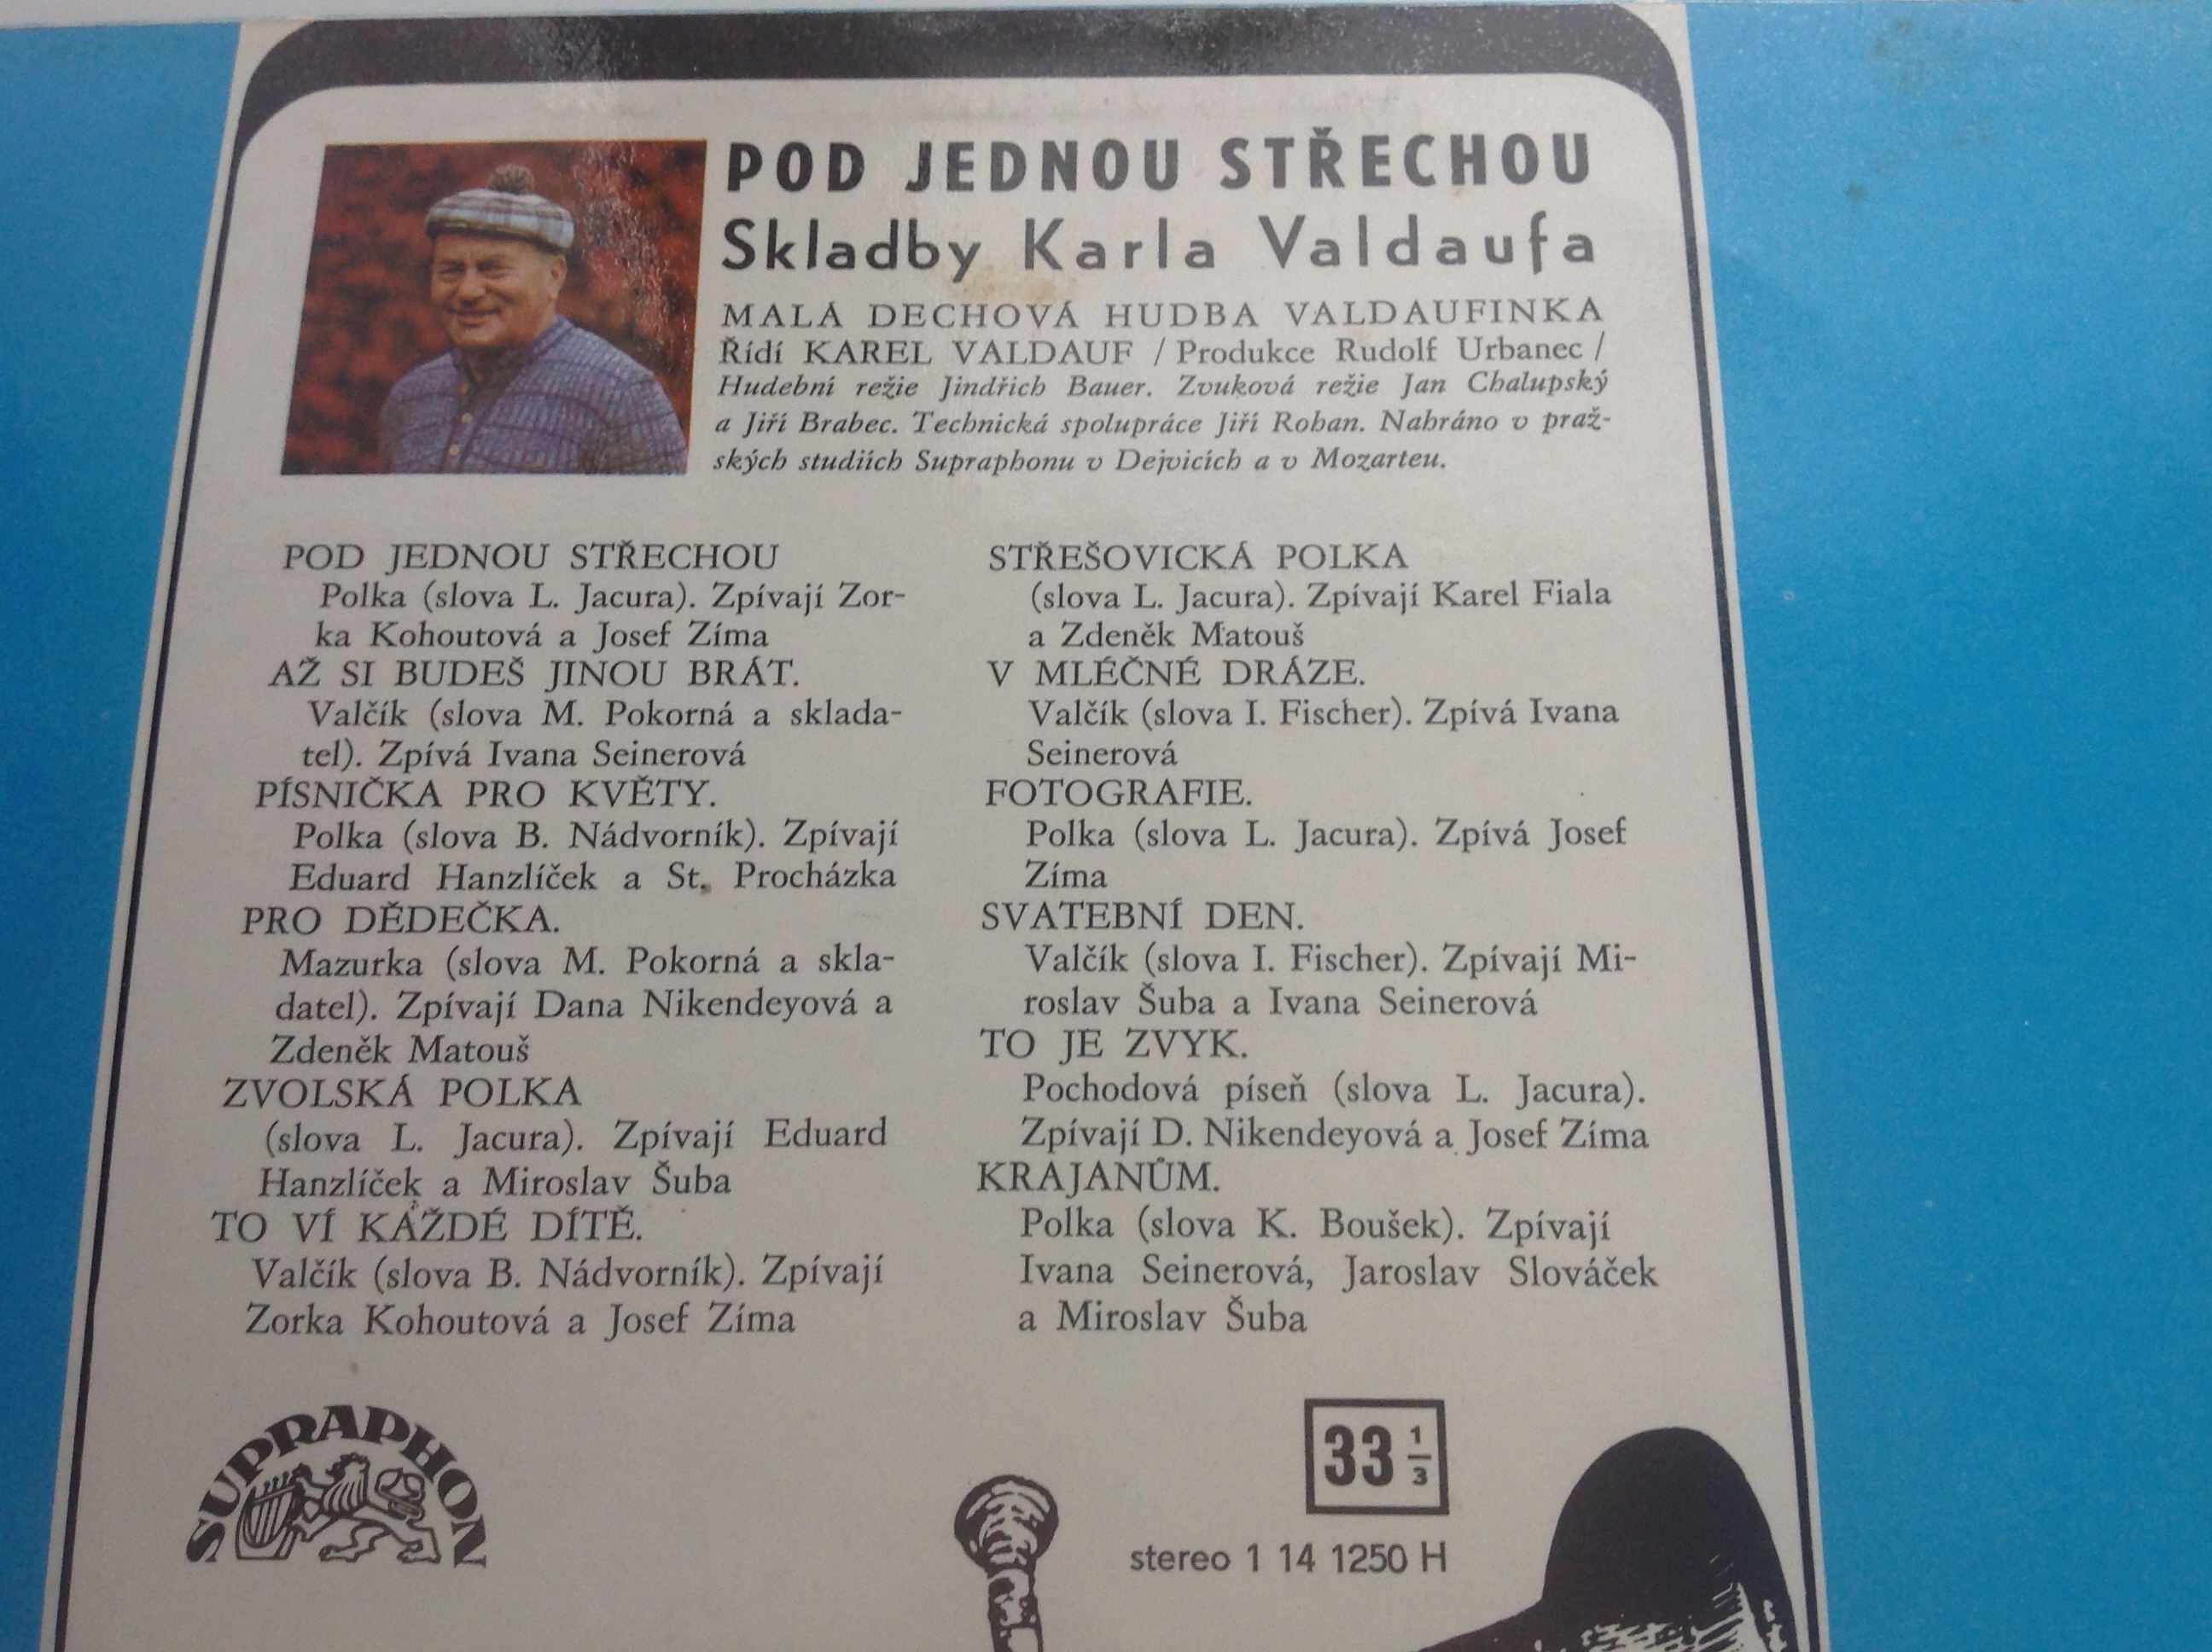 POD JEDNOU STŘECHOU
Skladby Karla Valdaufa
MALÁ DECHOVÁ HUDBA VALDAUFINKA
Řídí KAREL VALDAUF / Produkce Rudolf Urbanec /
Hudební režie Jindřich Bauer. Zvuková režie Jan Chalupský
a Jiří Brabec. Technická spolupráce Jiří Rohan. Nahráno v praž-
ských studiích Supraphonu v Dejvicích a v Mozarteu.
POD JEDNOU STŘECHOU
Polka (slova L. Jacura). Zpívají Zor-
ka Kohoutová a Josef Zíma
AŽ SI BUDEŠ JINOU BRÁT.
Valčík (slova M. Pokorná a sklada-
tel). Zpívá Ivana Seinerová
PÍSNIČKA PRO KVĚTY.
Polka (slova B. Nádvorník). Zpívají
Eduard Hanzlíček a St. Procházka
PRO DĚDEČKA.
Mazurka (slova M. Pokorná a skla-
datel). Zpívají Dana Nikendeyová a
Zdeněk Matouš
ZVOLSKÁ POLKA
(slova L. Jacura). Zpívají Eduard
Hanzlíček a Miroslav Šuba
TO VÍ KAŽDÉ DÍTĚ.
Valčík (slova B. Nádvorník). Zpívají
Zorka Kohoutová a Josef Zíma
STŘEŠOVICKÁ POLKA
(slova L. Jacura). Zpívají Karel Fiala
a Zdeněk Matouš
V MLÉČNÉ DRÁZE.
Valčík (slova I. Fischer). Zpívá Ivana
Seinerová
FOTOGRAFIE.
Polka (slova L. Jacura). Zpívá Josef
Zíma
SVATEBNÍ DEN.
Valčík (slova I. Fischer). Zpívají Mi-
roslav Šuba a Ivana Seinerová
TO JE ZVYK.
Pochodová píseň (slova L. Jacura).
Zpívají D. Nikendeyová a Josef Zíma
KRAJANŮM.
Polka (slova K. Boušek). Zpívají
Ivana Seinerová, Jaroslav Slováček
a Miroslav Šuba
SUPRAPHON
33 1/3
stereo 1 14 1250 H